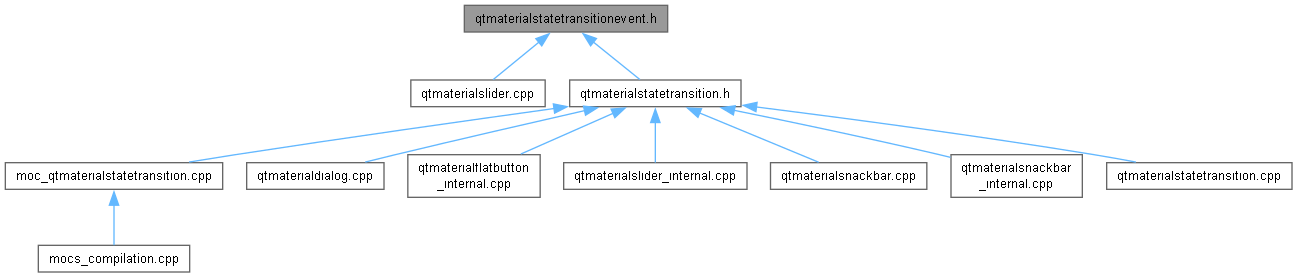 qtmaterialstatetransitionevent.h
qtmaterialslider.cpp
qtmaterialstatetransition.h
moc_qtmaterialstatetransition.cpp
qtmaterialdialog.cpp
qtmaterialflatbutton
_internal.cpp
qtmaterialslider_internal.cpp
qtmaterialsnackbar.cpp
qtmaterialsnackbar
_internal.cpp
qtmaterialstatetransition.cpp
mocs_compilation.cpp